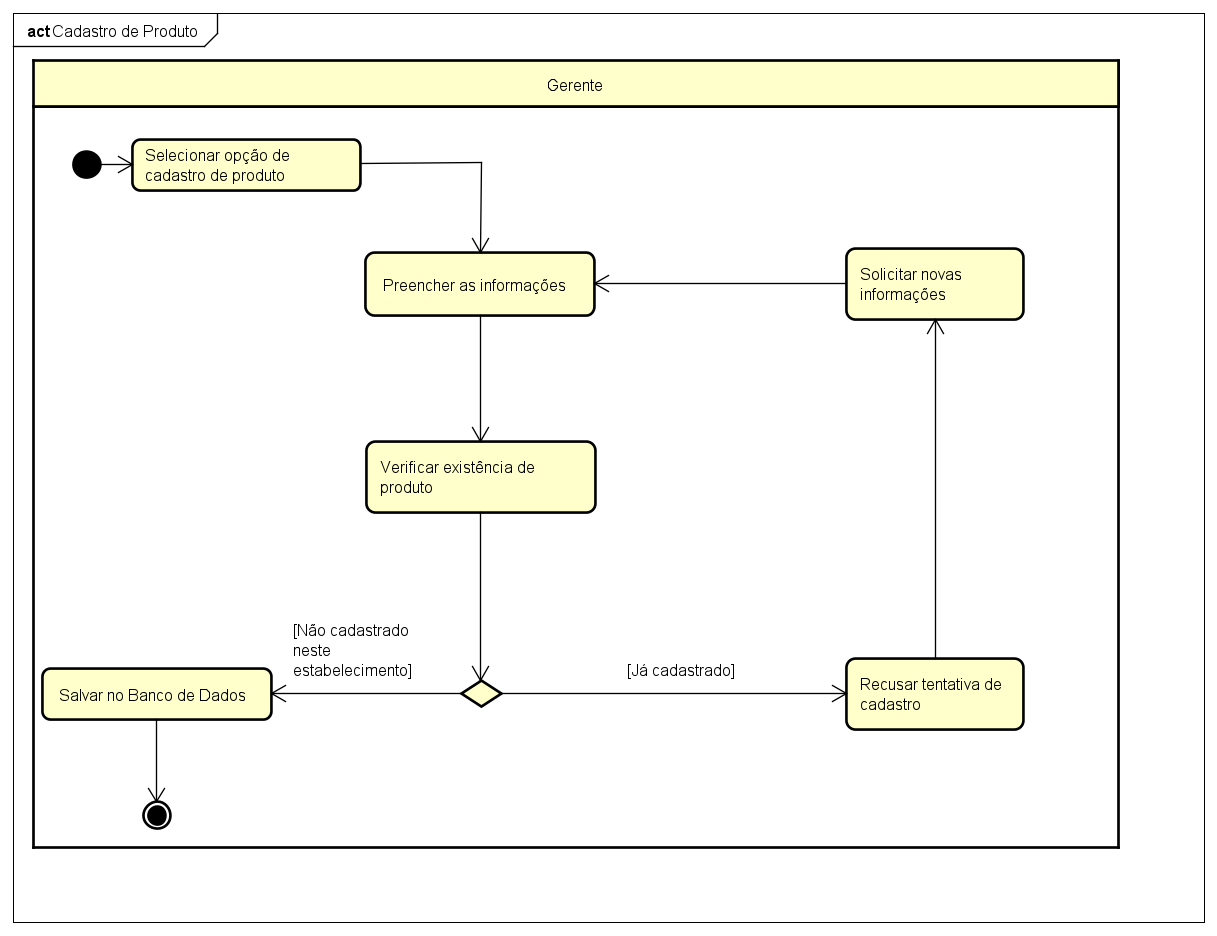 act Cadastro de Produto
Gerente
Selecionar opção de
cadastro de produto
Preencher as informações
Solicitar novas
informações
Verificar existência de
produto
[Não cadastrado
neste
estabelecimento]
[Já cadastrado]
Salvar no Banco de Dados
Recusar tentativa de
cadastro